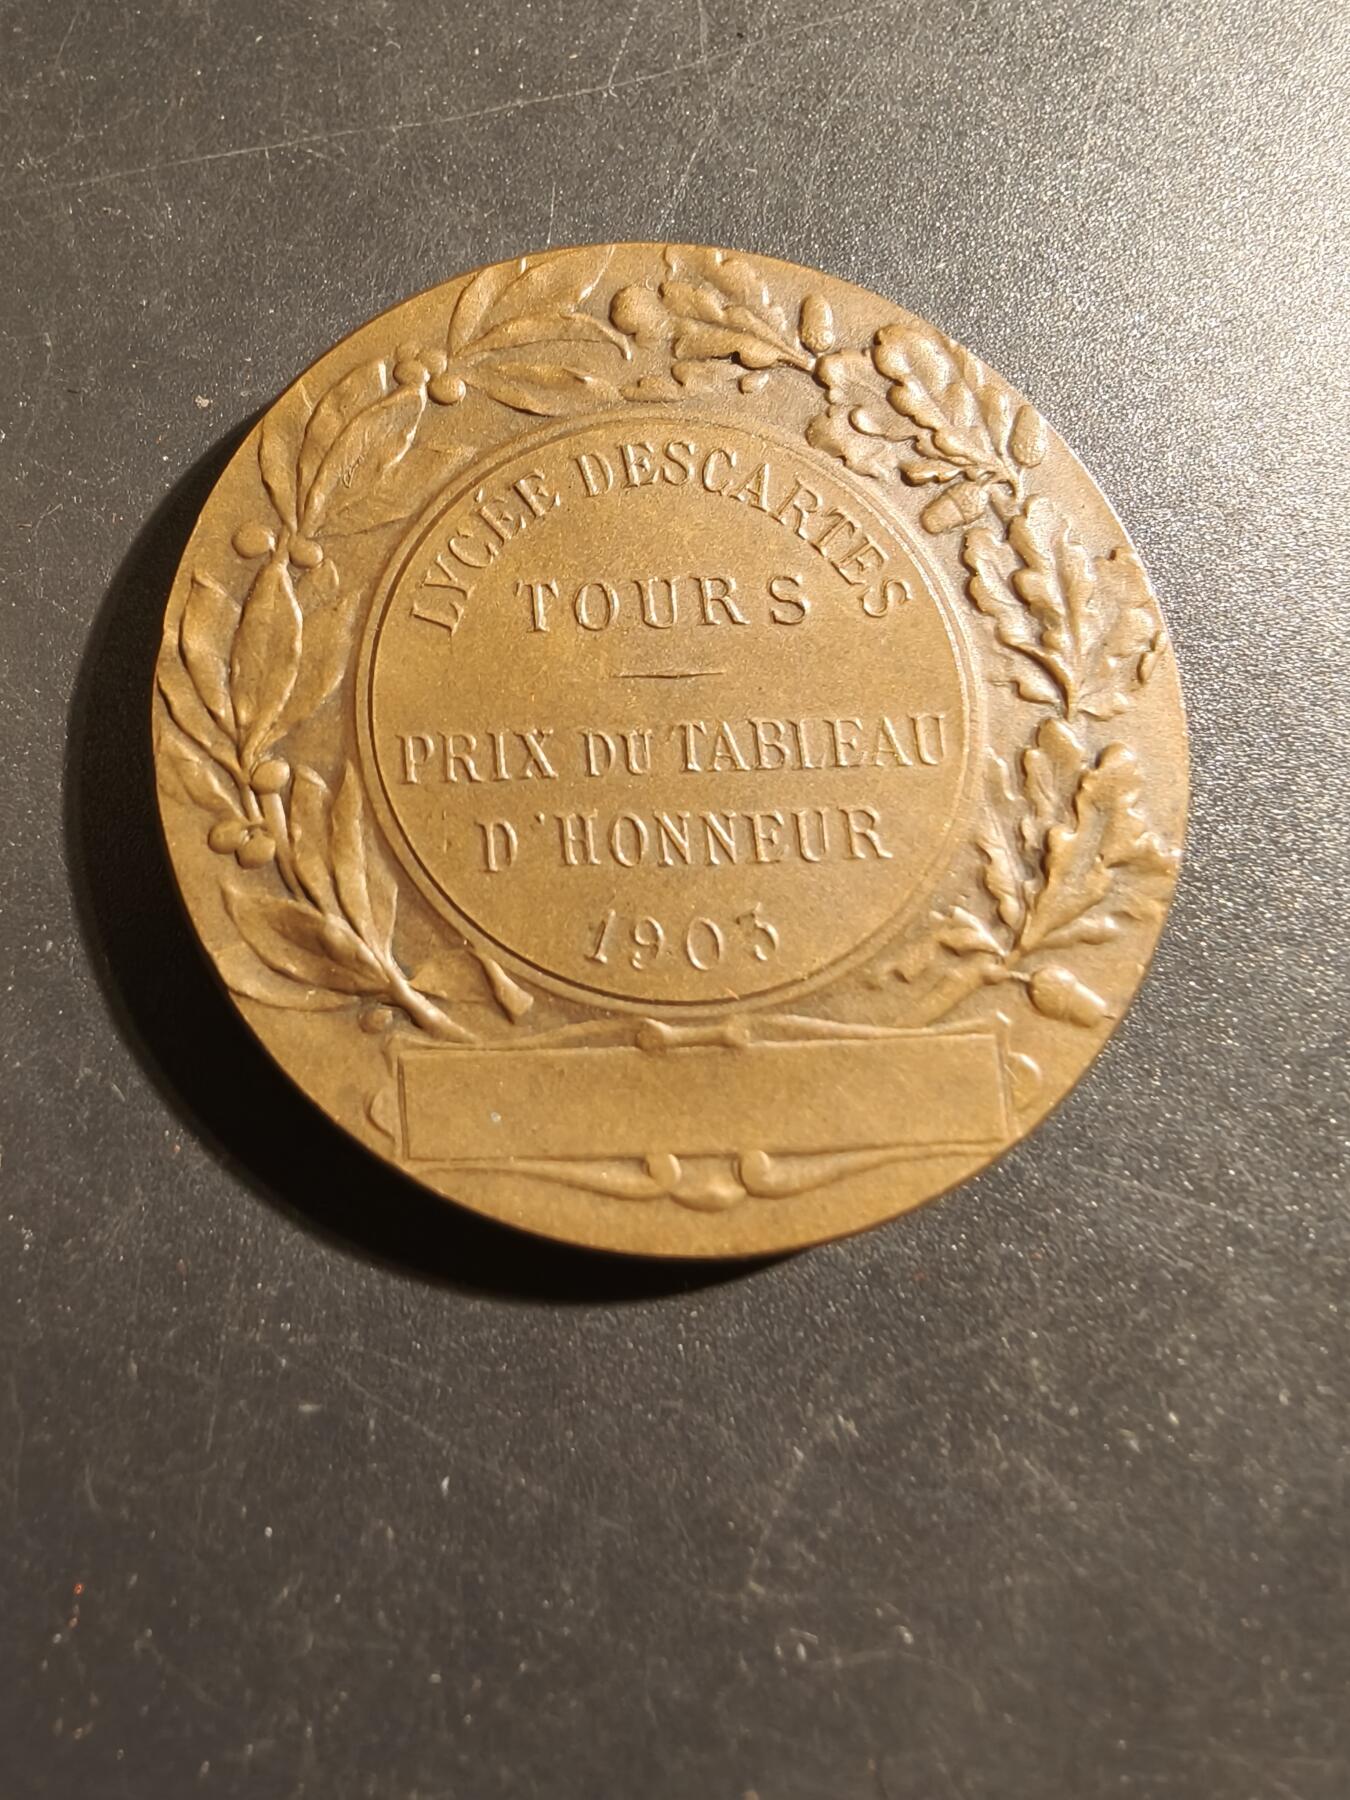 LYCÉE DESCARTES
TOURS
PRIX DU TABLEAU
D'HONNEUR
1903